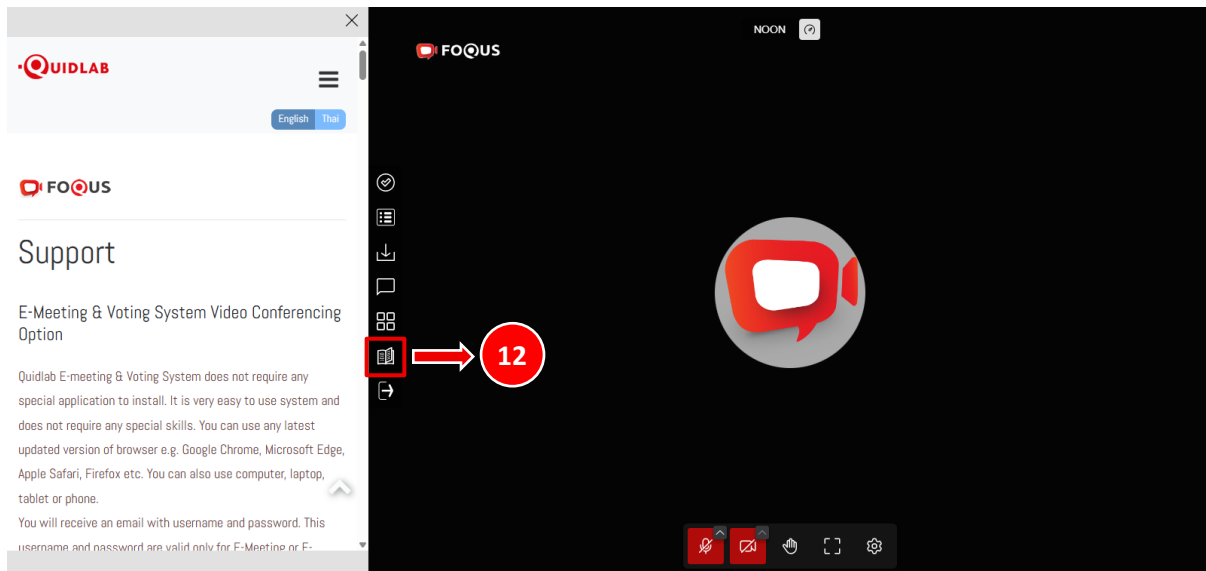 QUIDLAB
English Thai
FOQUS
Support
E-Meeting & Voting System Video Conferencing
Option
Quidlab E-meeting & Voting System does not require any
special application to install. It is very easy to use system and
does not require any special skills. You can use any latest
updated version of browser e.g. Google Chrome, Microsoft Edge,
Apple Safari, Firefox etc. You can also use computer, laptop,
tablet or phone.
You will receive an email with username and password. This
username and password are valid only for E-Meeting or E-
NOON
FOQUS
12